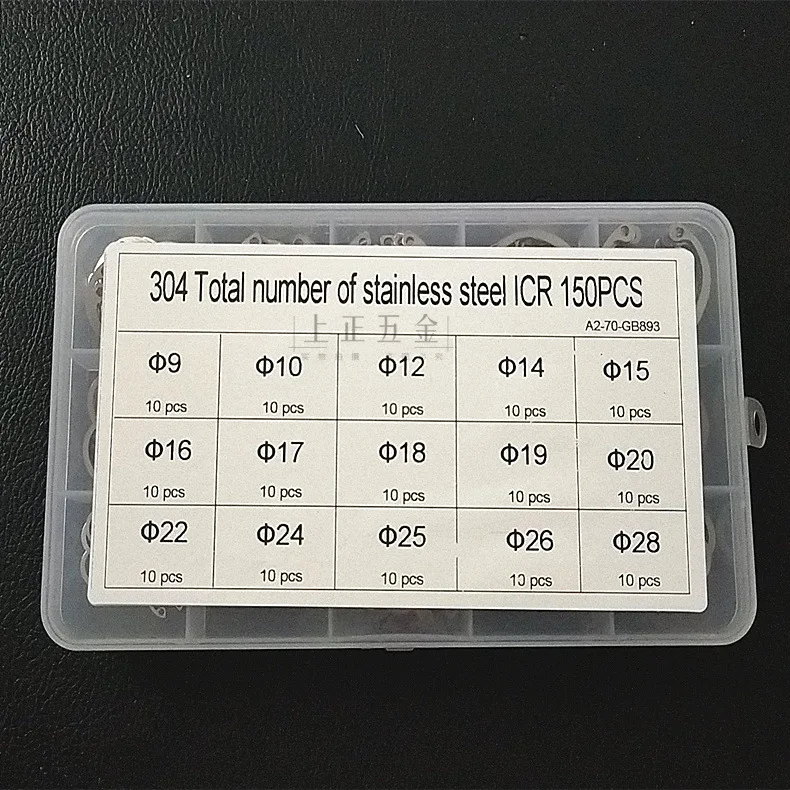 304 Total number of stainless steel ICR 150PCS
A2-70-GB893
上正五金
Φ9 Φ10 Φ12 Φ14 Φ15
10 pcs 10 pcs 10 pcs 10 pcs 10 pcs
Φ16 Φ17 Φ18 Φ19 Φ20
10 pcs 10 pcs 10 pcs 10 pcs 10 pcs
Φ22 Φ24 Φ25 Φ26 Φ28
10 pcs 10 pcs 10 pcs 10 pcs 10 pcs